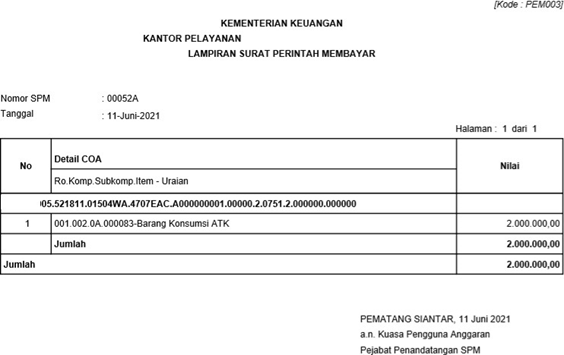 [Kode : PEM003]
KEMENTERIAN KEUANGAN
KANTOR PELAYANAN
LAMPIRAN SURAT PERINTAH MEMBAYAR
Nomor SPM : 00052A
Tanggal : 11-Juni-2021
Halaman : 1 dari 1
No Detail COA Nilai
Ro.Komp.Subkomp.Item - Uraian
05.521811.01504WA.4707EAC.A000000001.00000.2.0751.2.000000.000000
1 001.002.0A.000083-Barang Konsumsi ATK 2.000.000,00
Jumlah 2.000.000,00
Jumlah 2.000.000,00
PEMATANG SIANTAR, 11 Juni 2021
a.n. Kuasa Pengguna Anggaran
Pejabat Penandatangan SPM